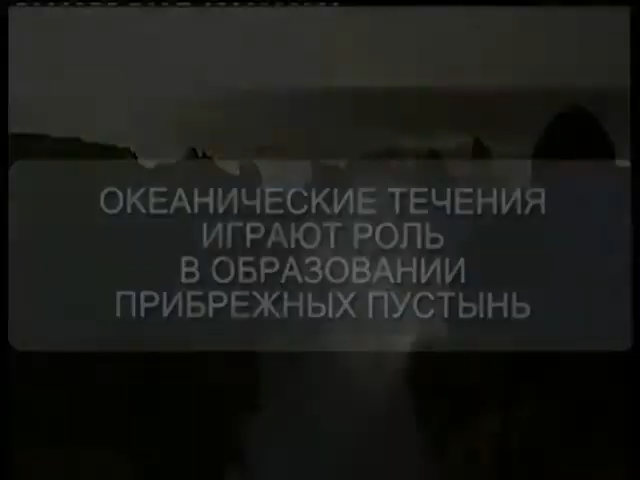 ОКЕАНИЧЕСКИЕ ТЕЧЕНИЯ
ИГРАЮТ РОЛЬ
В ОБРАЗОВАНИИ
ПРИБРЕЖНЫХ ПУСТЫНЬ